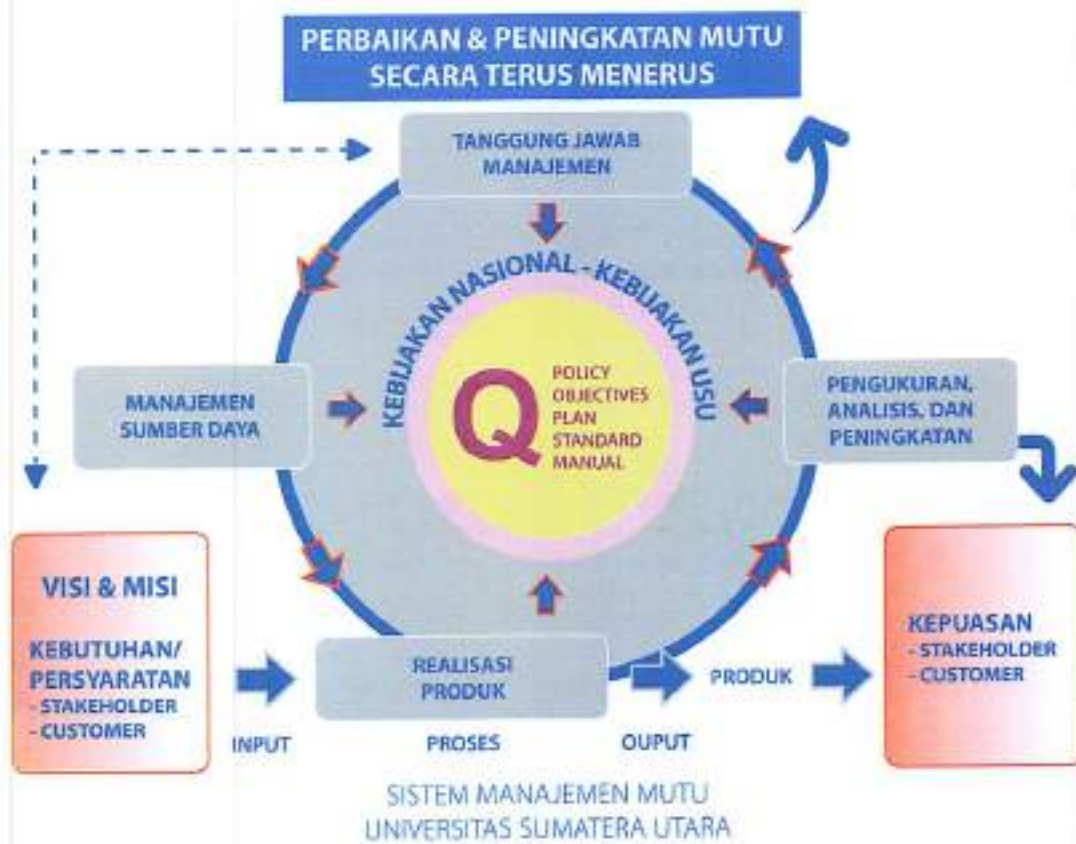 PERBAIKAN & PENINGKATAN MUTU
SECARA TERUS MENERUS
TANGGUNG JAWAB
MANAJEMEN
KEBIJAKAN NASIONAL - KEBIJAKAN USU
MANAJEMEN
SUMBER DAYA
Q
POLICY
OBJECTIVES
PLAN
STANDARD
MANUAL
PENGUKURAN,
ANALISIS, DAN
PENINGKATAN
VISI & MISI
KEBUTUHAN/
PERSYARATAN
- STAKEHOLDER
- CUSTOMER
REALISASI
PRODUK
PRODUK
KEPUASAN
- STAKEHOLDER
- CUSTOMER
INPUT
PROSES
OUPUT
SISTEM MANAJEMEN MUTU
UNIVERSITAS SUMATERA UTARA